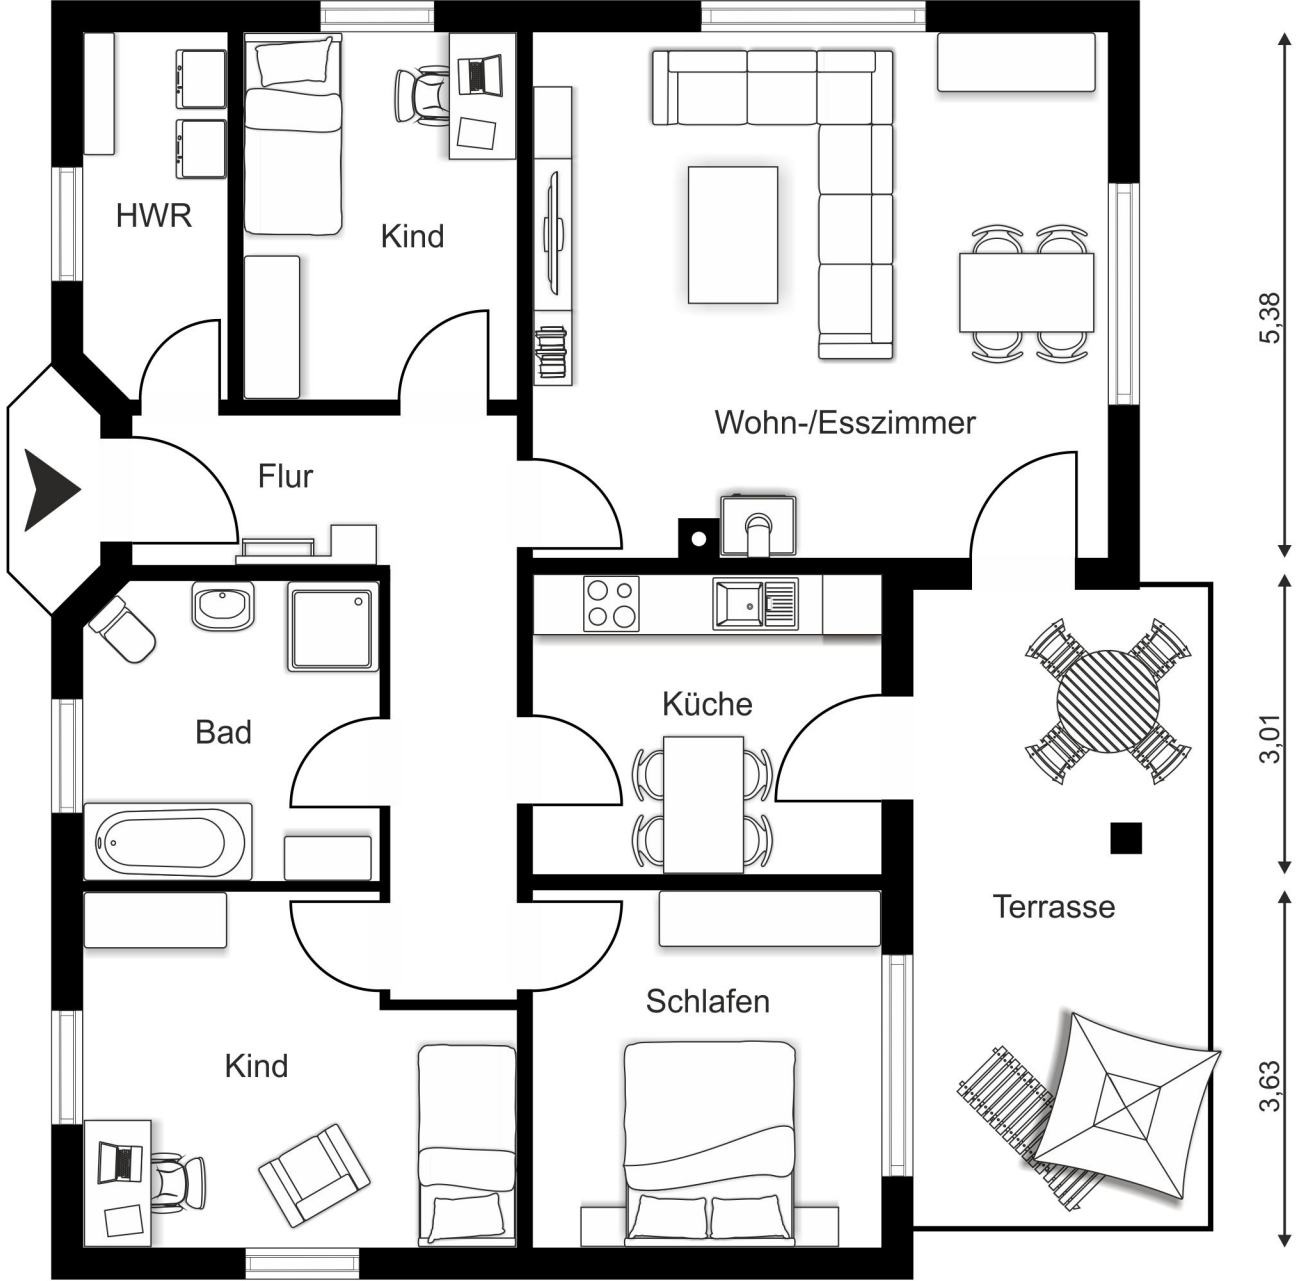 HWR
Kind
5,38
Wohn-/Esszimmer
Flur
Küche
Bad
3,01
Terrasse
Schlafen
Kind
3,63